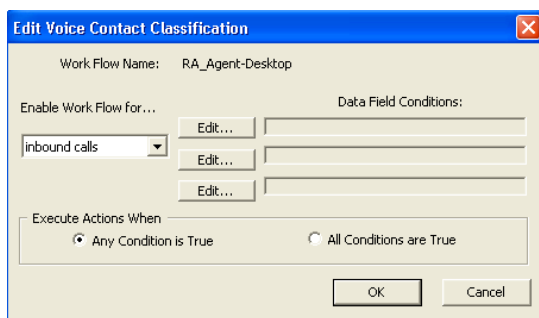 Edit Voice Contact Classification
Work Flow Name: RA_Agent-Desktop
Enable Work Flow for...
Data Field Conditions:
inbound calls
Edit...
Edit...
Edit...
Execute Actions When
Any Condition is True
All Conditions are True
OK
Cancel